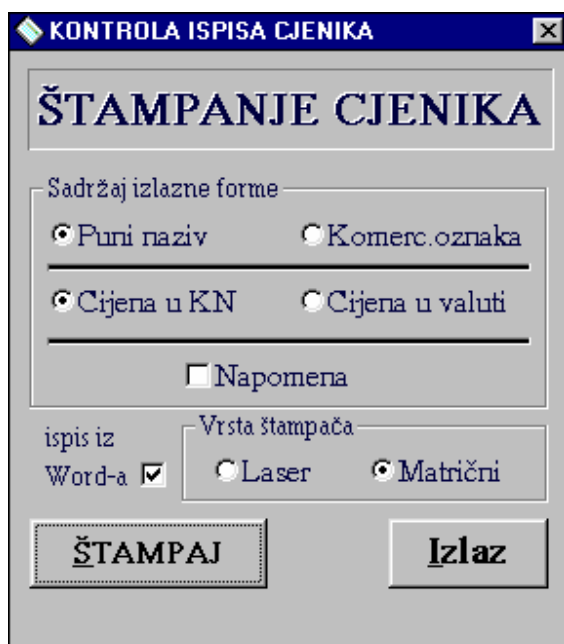 KONTROLA ISPISA CJENIKA
ŠTAMPANJE CJENIKA
Sadržaj izlazne forme
Puni naziv Komerc.oznaka
Cijena u KN Cijena u valuti
Napomena
ispis iz
Word-a
Vrsta štampača
Laser Matrični
ŠTAMPAJ Izlaz